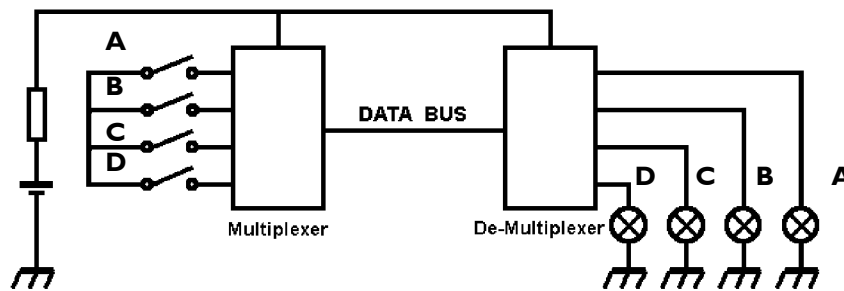 A
B
C
D
DATA BUS
D C B A
Multiplexer
De-Multiplexer